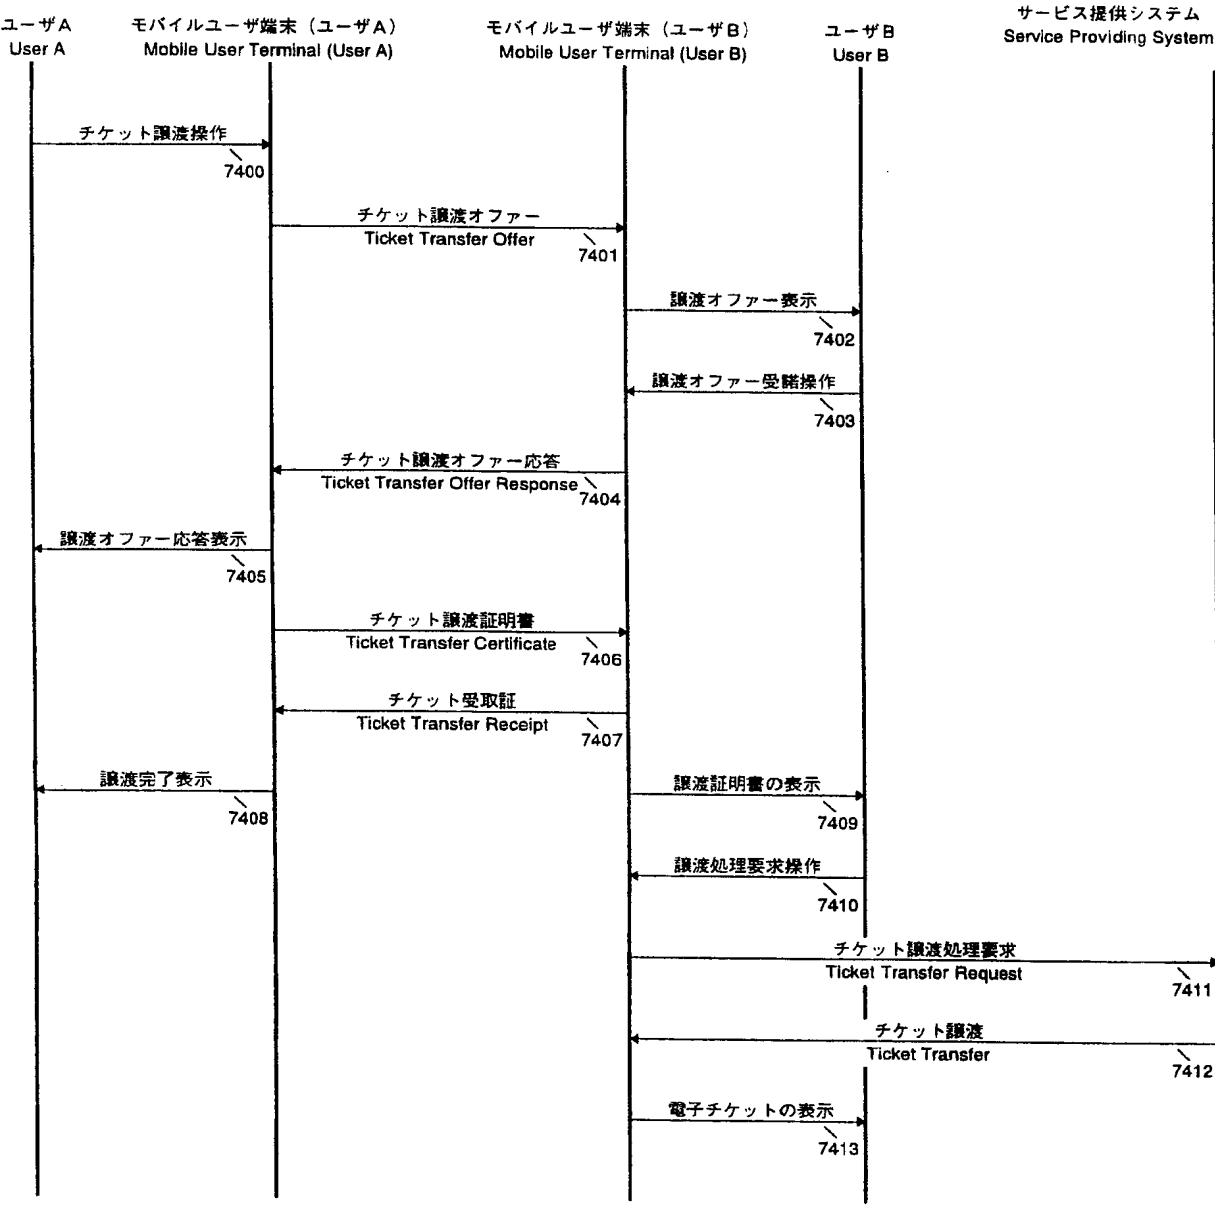 ユーザA
User A
モバイルユーザ端末（ユーザA）
Mobile User Terminal (User A)
モバイルユーザ端末（ユーザB）
Mobile User Terminal (User B)
ユーザB
User B
サービス提供システム
Service Providing System
チケット譲渡操作
7400
チケット譲渡オファー
Ticket Transfer Offer
7401
譲渡オファー表示
7402
譲渡オファー受諾操作
7403
チケット譲渡オファー応答
Ticket Transfer Offer Response
7404
譲渡オファー応答表示
7405
チケット譲渡証明書
Ticket Transfer Certificate
7406
チケット受取証
Ticket Transfer Receipt
7407
譲渡完了表示
7408
譲渡証明書の表示
7409
譲渡処理要求操作
7410
チケット譲渡処理要求
Ticket Transfer Request
7411
チケット譲渡
Ticket Transfer
7412
電子チケットの表示
7413